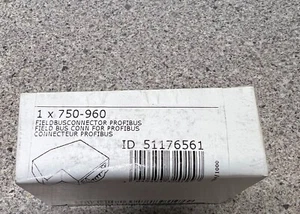 1 x 750-960
FIELDBUSCONNECTOR PROFIBUS
FIELD BUS CONN FOR PROFIBUS
CONNECTEUR PROFIBUS
ID 51176561